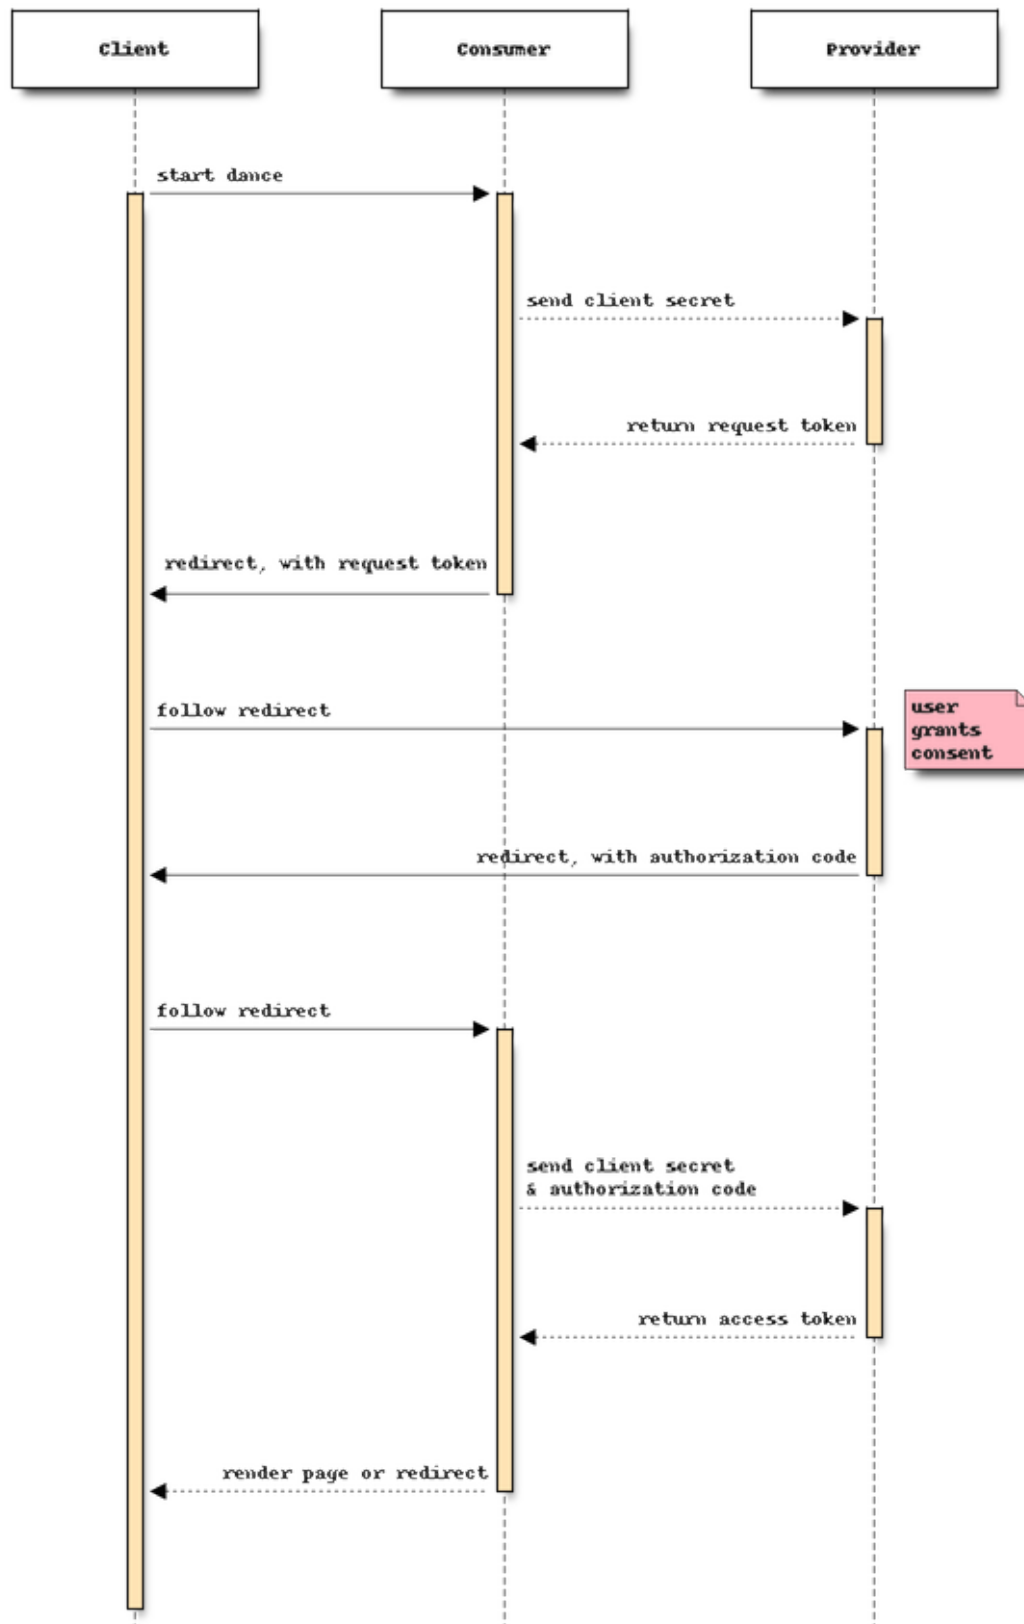 Client
Consumer
Provider
start dance
send client secret
return request token
redirect, with request token
follow redirect
user
grants
consent
redirect, with authorization code
follow redirect
send client secret
& authorization code
return access token
render page or redirect